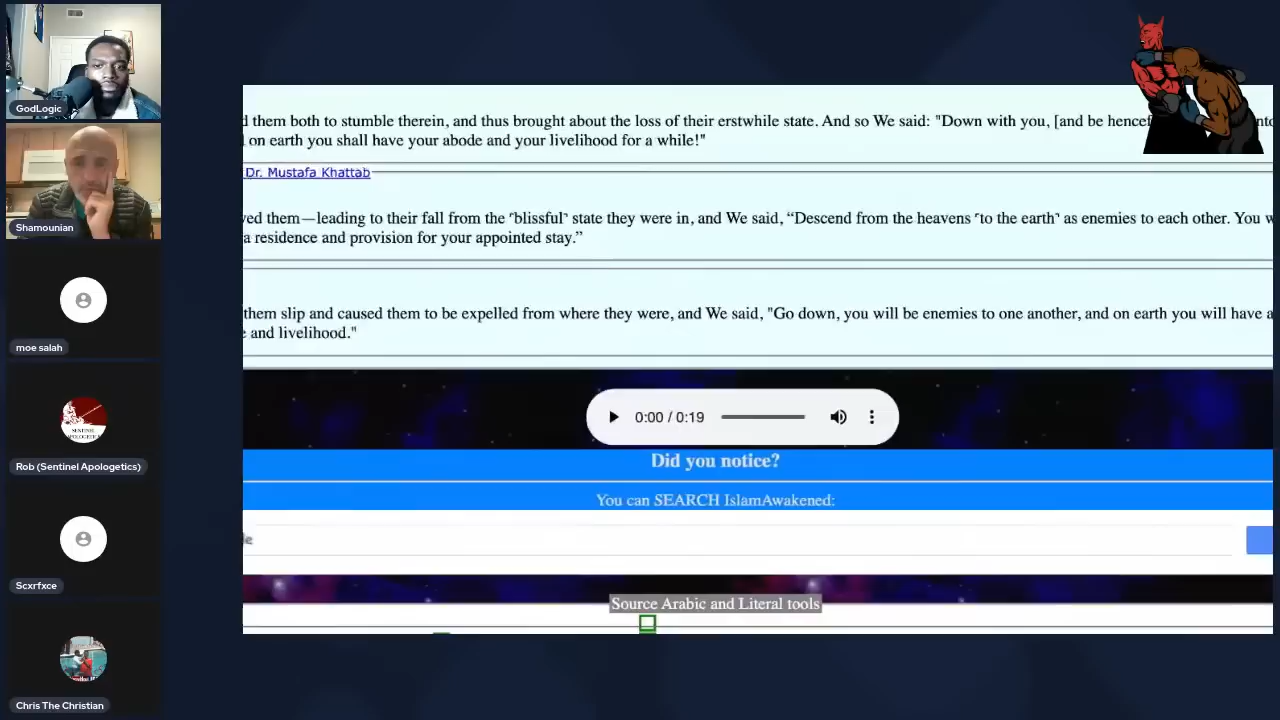 GodLogic
Shamounian
moe salah
Rob (Sentinel Apologetics)
Scxrfxce
Chris The Christian
d them both to stumble therein, and thus brought about the loss of their erstwhile state. And so We said: "Down with you, [and be
on earth you shall have your abode and your livelihood for a while!"
Dr. Mustafa Khattab
ved them—leading to their fall from the ˹blissful˺ state they were in, and We said, “Descend from the heavens ˹to the earth˺ as enemies to each other. You w
a residence and provision for your appointed stay.”
them slip and caused them to be expelled from where they were, and We said, "Go down, you will be enemies to one another, and on earth you will have a
e and livelihood."
0:00 / 0:19
Did you notice?
You can SEARCH IslamAwakened:
Source Arabic and Literal tools